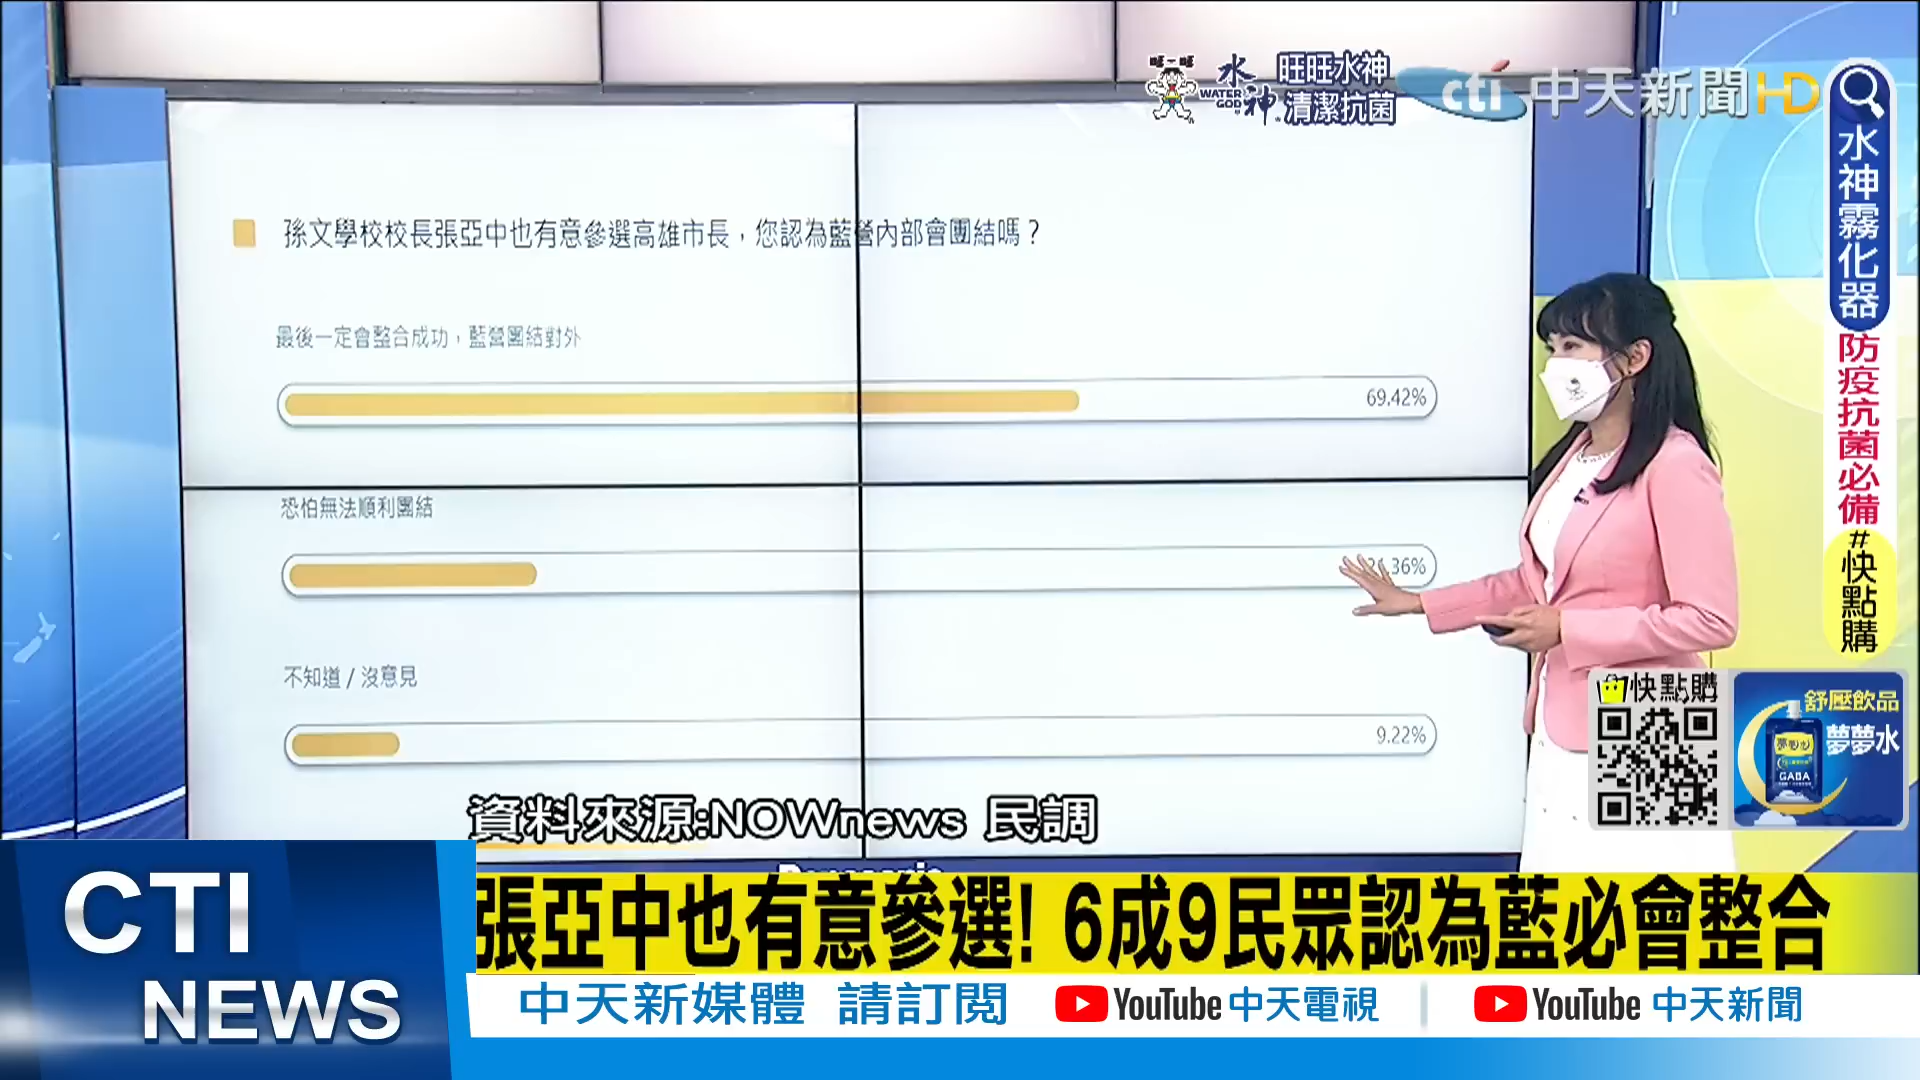 旺旺水神
水神
WATER GOD
清潔抗菌
cti 中天新聞HD
水神霧化器
防疫抗菌必備
#快點購
孫文學校校長張亞中也有意參選高雄市長，您認為藍營內部會團結嗎？
最後一定會整合成功，藍營團結對外
69.42%
恐怕無法順利團結
.36%
不知道 / 沒意見
9.22%
快點購
舒壓飲品
夢夢水
GABA
資料來源:NOWnews 民調
張亞中也有意參選! 6成9民眾認為藍必會整合
CTI
NEWS
中天新媒體 請訂閱 YouTube 中天電視 | YouTube 中天新聞